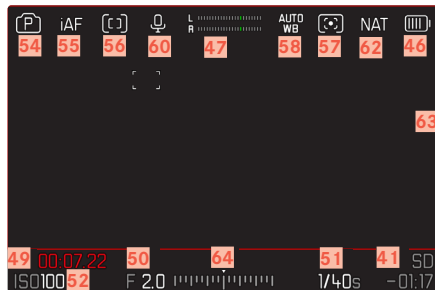 P iAF L R AUTO WB NAT
54 55 56 60 47 58 57 62 46
63
49 00:07.22 50 64 51 41 SD
ISO100 52 F 2.0 1/40s -01:17